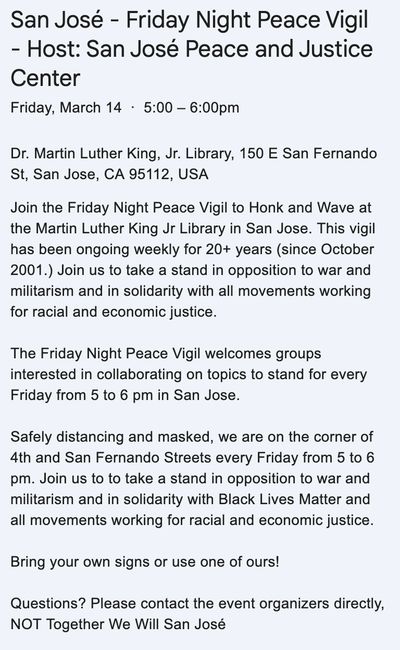 San José - Friday Night Peace Vigil
- Host: San José Peace and Justice
Center
Friday, March 14 · 5:00 – 6:00pm
Dr. Martin Luther King, Jr. Library, 150 E San Fernando
St, San Jose, CA 95112, USA
Join the Friday Night Peace Vigil to Honk and Wave at
the Martin Luther King Jr Library in San Jose. This vigil
has been ongoing weekly for 20+ years (since October
2001.) Join us to take a stand in opposition to war and
militarism and in solidarity with all movements working
for racial and economic justice.
The Friday Night Peace Vigil welcomes groups
interested in collaborating on topics to stand for every
Friday from 5 to 6 pm in San Jose.
Safely distancing and masked, we are on the corner of
4th and San Fernando Streets every Friday from 5 to 6
pm. Join us to to take a stand in opposition to war and
militarism and in solidarity with Black Lives Matter and
all movements working for racial and economic justice.
Bring your own signs or use one of ours!
Questions? Please contact the event organizers directly,
NOT Together We Will San José